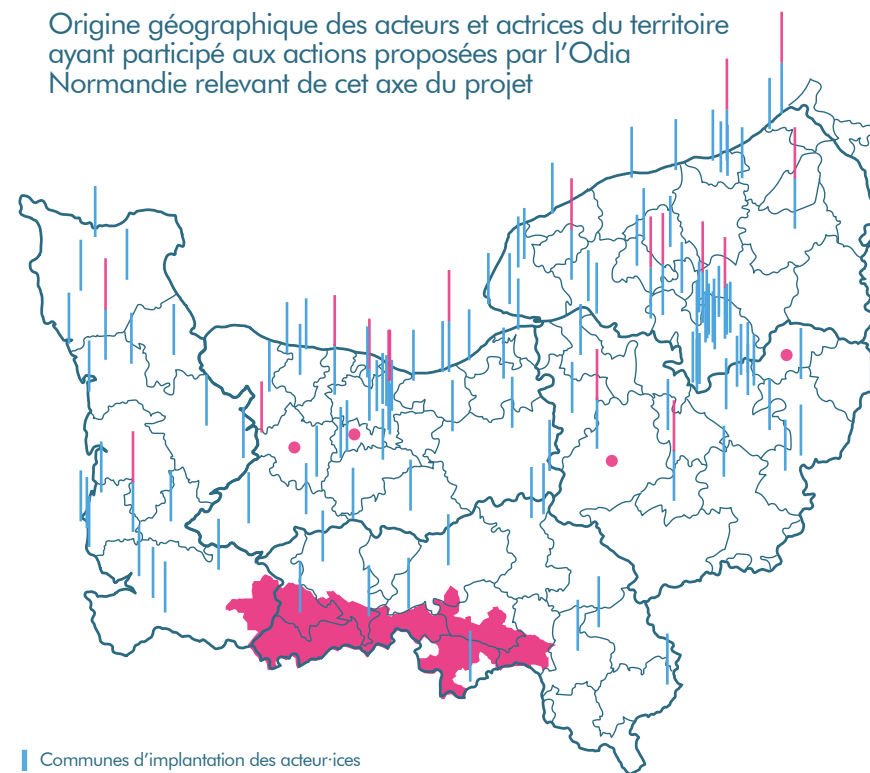 Origine géographique des acteurs et actrices du territoire
ayant participé aux actions proposées par l’Odia
Normandie relevant de cet axe du projet
Communes d’implantation des acteur·ices